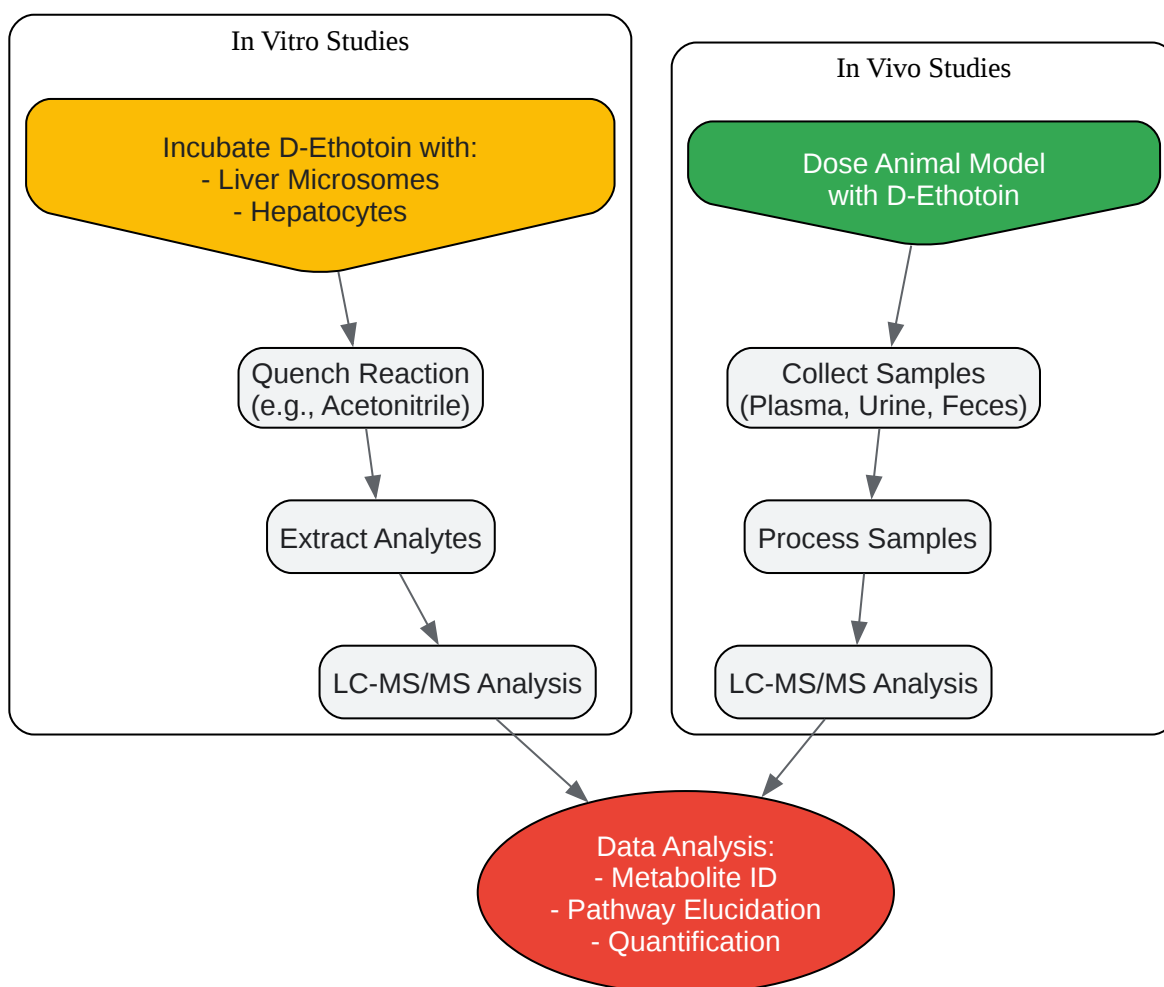 In Vitro Studies
Incubate D-Ethotoin with:
- Liver Microsomes
- Hepatocytes
Quench Reaction
(e.g., Acetonitrile)
Extract Analytes
LC-MS/MS Analysis
In Vivo Studies
Dose Animal Model
with D-Ethotoin
Collect Samples
(Plasma, Urine, Feces)
Process Samples
LC-MS/MS Analysis
Data Analysis:
- Metabolite ID
- Pathway Elucidation
- Quantification